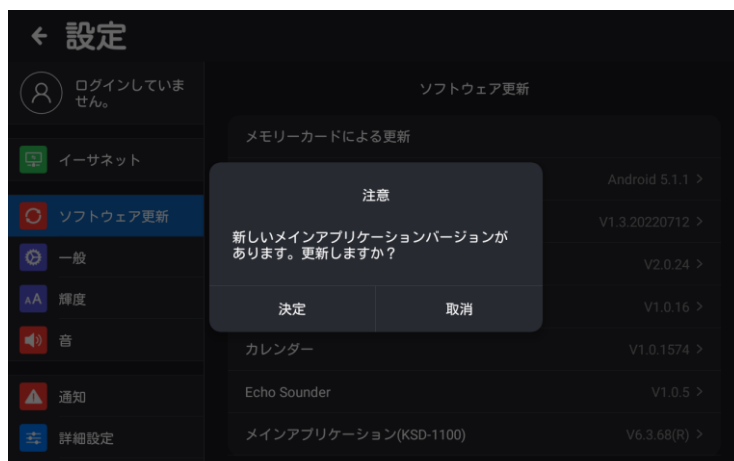 設定
ログインしていま
せん。
イーサネット
ソフトウェア更新
一般
AA 輝度
音
通知
詳細設定
ソフトウェア更新
メモリーカードによる更新
Android 5.1.1 >
V1.3.20220712 >
V2.0.24 >
V1.0.16 >
カレンダー V1.0.1574 >
Echo Sounder V1.0.5 >
メインアプリケーション(KSD-1100) V6.3.68(R) >
注意
新しいメインアプリケーションバージョンが
あります。更新しますか？
決定 取消